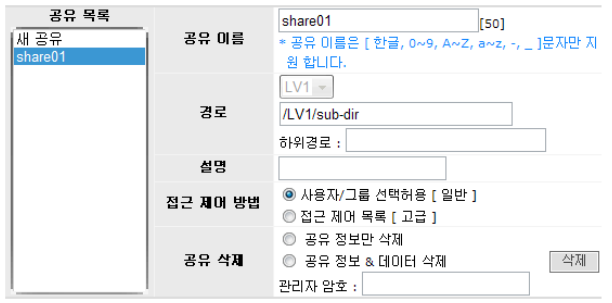 공유 목록
새 공유
share01
공유 이름
share01 [50]
* 공유 이름은 [ 한글, 0~9, A~Z, a~z, -, _ ]문자만 지
원 합니다.
경로
LV1
/LV1/sub-dir
하위경로 :
설명
접근 제어 방법
사용자/그룹 선택허용 [ 일반 ]
접근 제어 목록 [ 고급 ]
공유 삭제
공유 정보만 삭제
공유 정보 & 데이터 삭제
삭제
관리자 암호 :